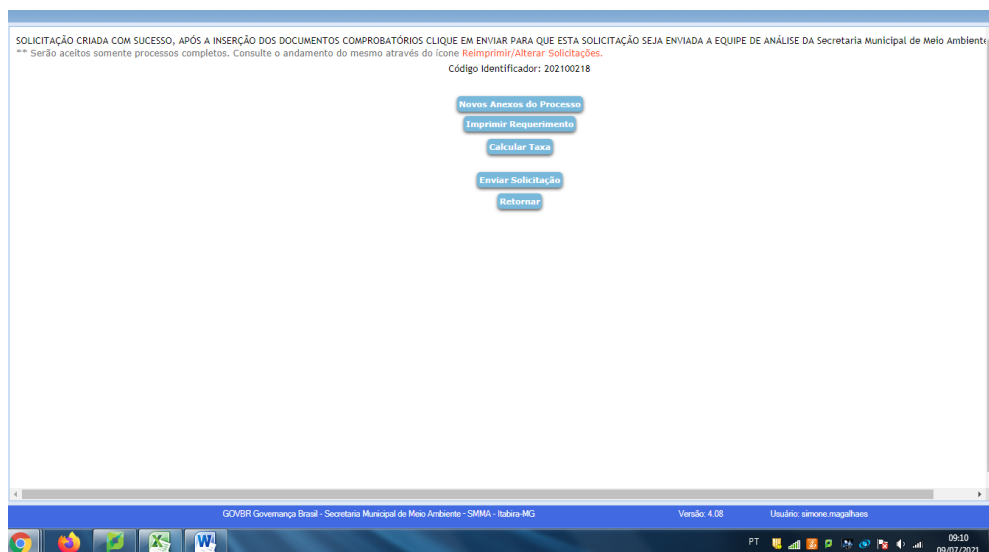 SOLICITAÇÃO CRIADA COM SUCESSO, APÓS A INSERÇÃO DOS DOCUMENTOS COMPROBATÓRIOS CLIQUE EM ENVIAR PARA QUE ESTA SOLICITAÇÃO SEJA ENVIADA A EQUIPE DE ANÁLISE DA Secretaria Municipal de Meio Ambiente
** Serão aceitos somente processos completos. Consulte o andamento do mesmo através do ícone Reimprimir/Alterar Solicitações.
Código Identificador: 202100218
Novos Anexos do Processo
Imprimir Requerimento
Calcular Taxa
Enviar Solicitação
Retornar
GOVBR Governança Brasil - Secretaria Municipal de Meio Ambiente - SMMA - Itabira-MG Versão: 4.08 Usuário: simone.magalhaes
PT 09:10
09/07/2021